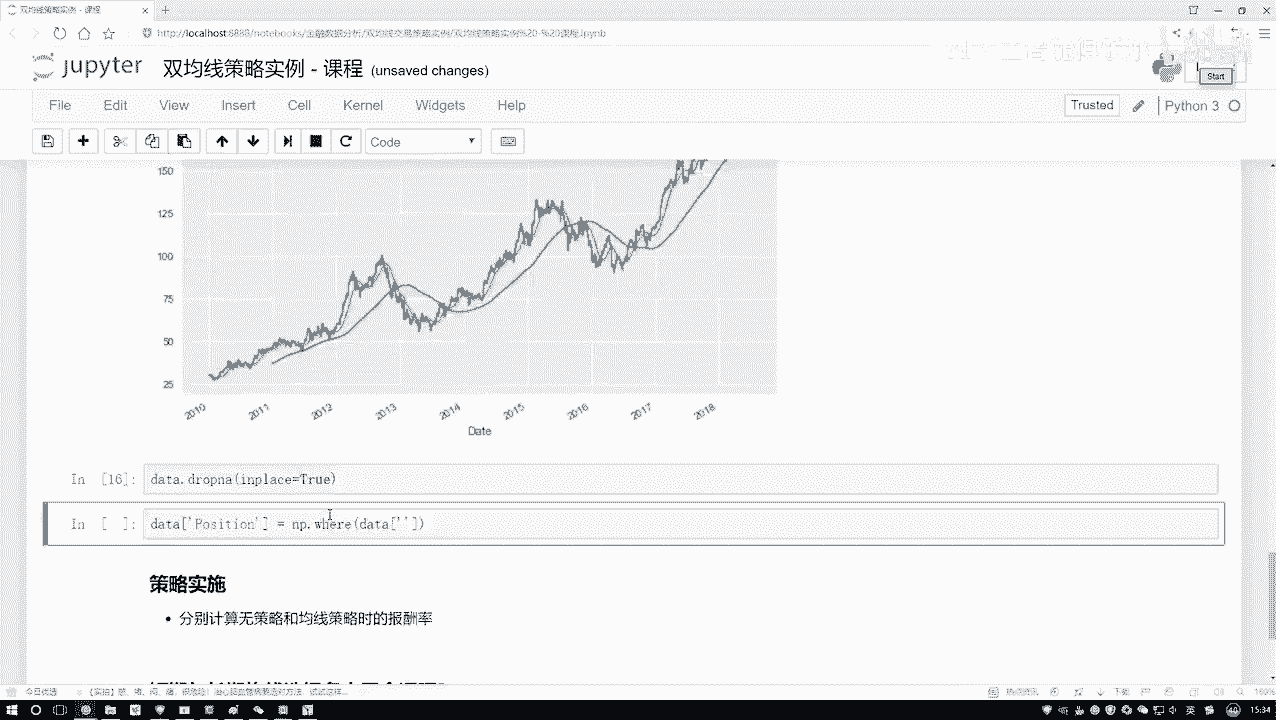 双均线策略实例 - 课程
http://localhost:8888/notebooks/
jupyter 双均线策略实例 - 课程 (unsaved changes)
Start
File Edit View Insert Cell Kernel Widgets Help
Trusted Python 3
Code
150
125
100
75
50
25
2010 2011 2012 2013 2014 2015 2016 2017 2018
Date
In [16]: data.dropna(inplace=True)
In [ ]: data['Position'] = np.where(data[''])
策略实施
• 分别计算无策略和均线策略时的报酬率
英 15:34
160%